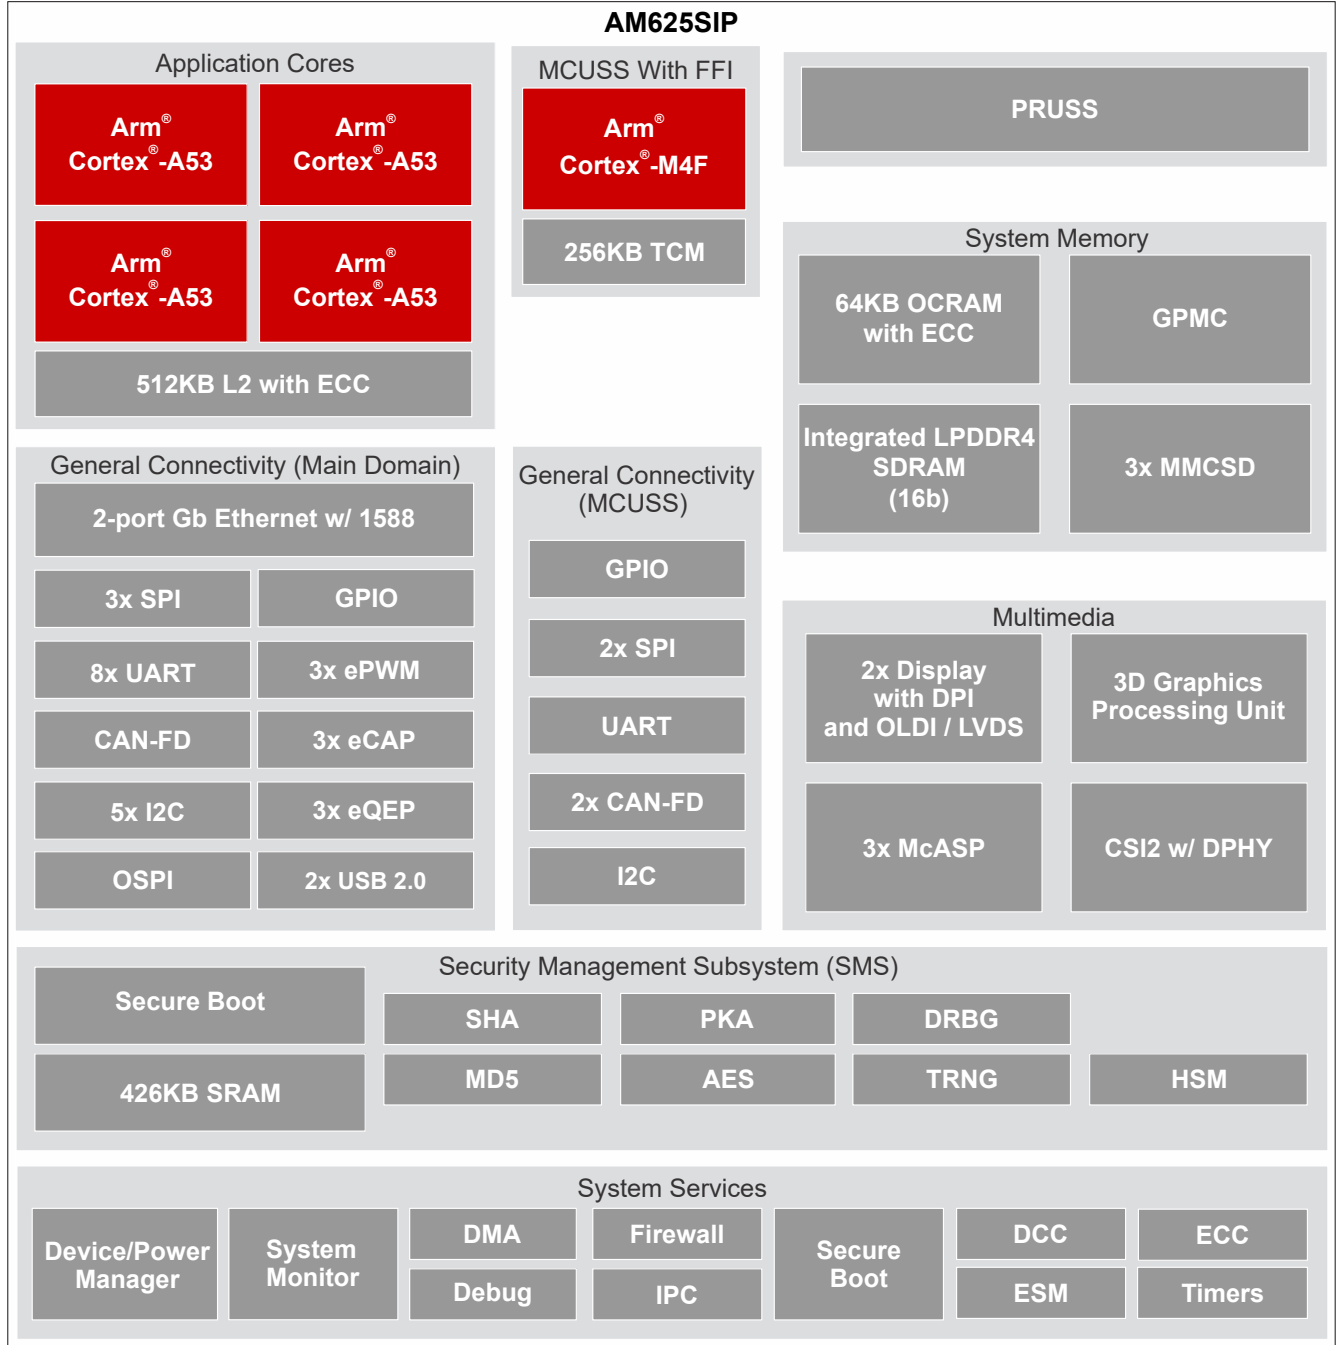 AM625SIP
Application Cores
Arm®
Cortex®-A53
Arm®
Cortex®-A53
Arm®
Cortex®-A53
Arm®
Cortex®-A53
512KB L2 with ECC
MCUSS With FFI
Arm®
Cortex®-M4F
256KB TCM
PRUSS
System Memory
64KB OCRAM
with ECC
GPMC
Integrated LPDDR4
SDRAM
(16b)
3x MMCSD
General Connectivity (Main Domain)
2-port Gb Ethernet w/ 1588
3x SPI
GPIO
8x UART
3x ePWM
CAN-FD
3x eCAP
5x I2C
3x eQEP
OSPI
2x USB 2.0
General Connectivity
(MCUSS)
GPIO
2x SPI
UART
2x CAN-FD
I2C
Multimedia
2x Display
with DPI
and OLDI / LVDS
3D Graphics
Processing Unit
3x McASP
CSI2 w/ DPHY
Security Management Subsystem (SMS)
Secure Boot
SHA
PKA
DRBG
426KB SRAM
MD5
AES
TRNG
HSM
System Services
Device/Power
Manager
System
Monitor
DMA
Debug
Firewall
IPC
Secure
Boot
DCC
ESM
ECC
Timers